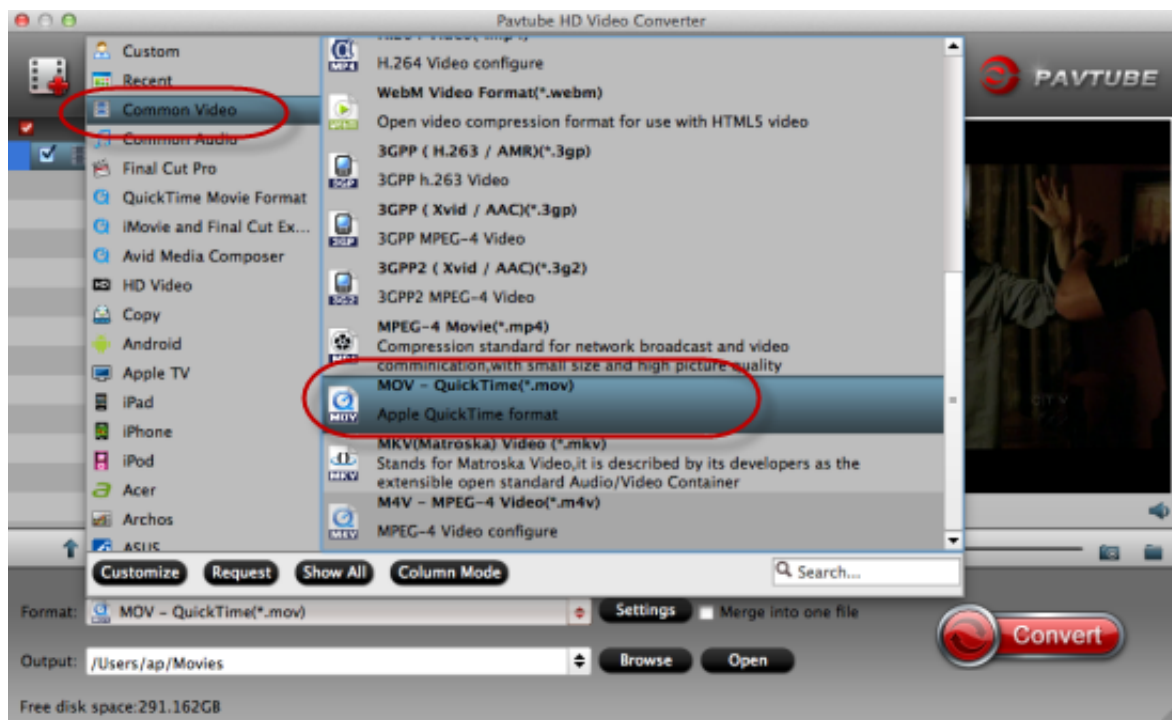 Pavtube HD Video Converter
PAVTUBE
Custom
Recent
Common Video
Common Audio
Final Cut Pro
QuickTime Movie Format
iMovie and Final Cut Ex...
Avid Media Composer
HD Video
Copy
Android
Apple TV
iPad
iPhone
iPod
Acer
Archos
ASUS
H.264 Video configure
WebM Video Format(*.webm)
Open video compression format for use with HTML5 video
3GPP ( H.263 / AMR)(*.3gp)
3GPP h.263 Video
3GPP ( Xvid / AAC)(*.3gp)
3GPP MPEG-4 Video
3GPP2 ( Xvid / AAC)(*.3g2)
3GPP2 MPEG-4 Video
MPEG-4 Movie(*.mp4)
Compression standard for network broadcast and video
comminication,with small size and high picture quality
MOV - QuickTime(*.mov)
Apple QuickTime format
MKV(Matroska) Video (*.mkv)
Stands for Matroska Video,it is described by its developers as the
extensible open standard Audio/Video Container
M4V - MPEG-4 Video(*.m4v)
MPEG-4 Video configure
Customize Request Show All Column Mode Search...
Format: MOV - QuickTime(*.mov) Settings Merge into one file
Convert
Output: /Users/ap/Movies Browse Open
Free disk space:291.162GB